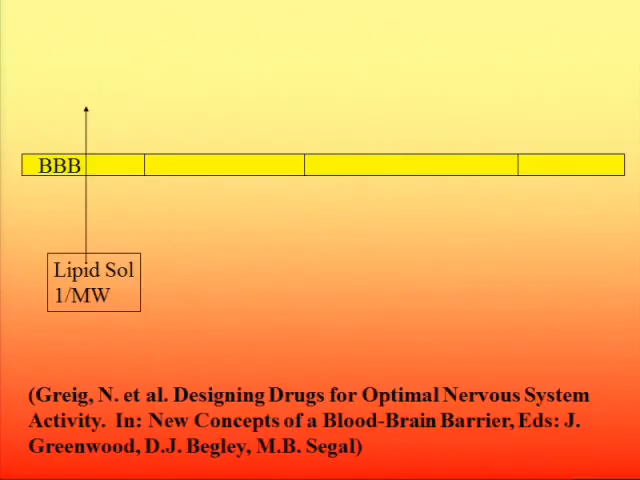 BBB
Lipid Sol
1/MW
(Greig, N. et al. Designing Drugs for Optimal Nervous System
Activity. In: New Concepts of a Blood-Brain Barrier, Eds: J.
Greenwood, D.J. Begley, M.B. Segal)